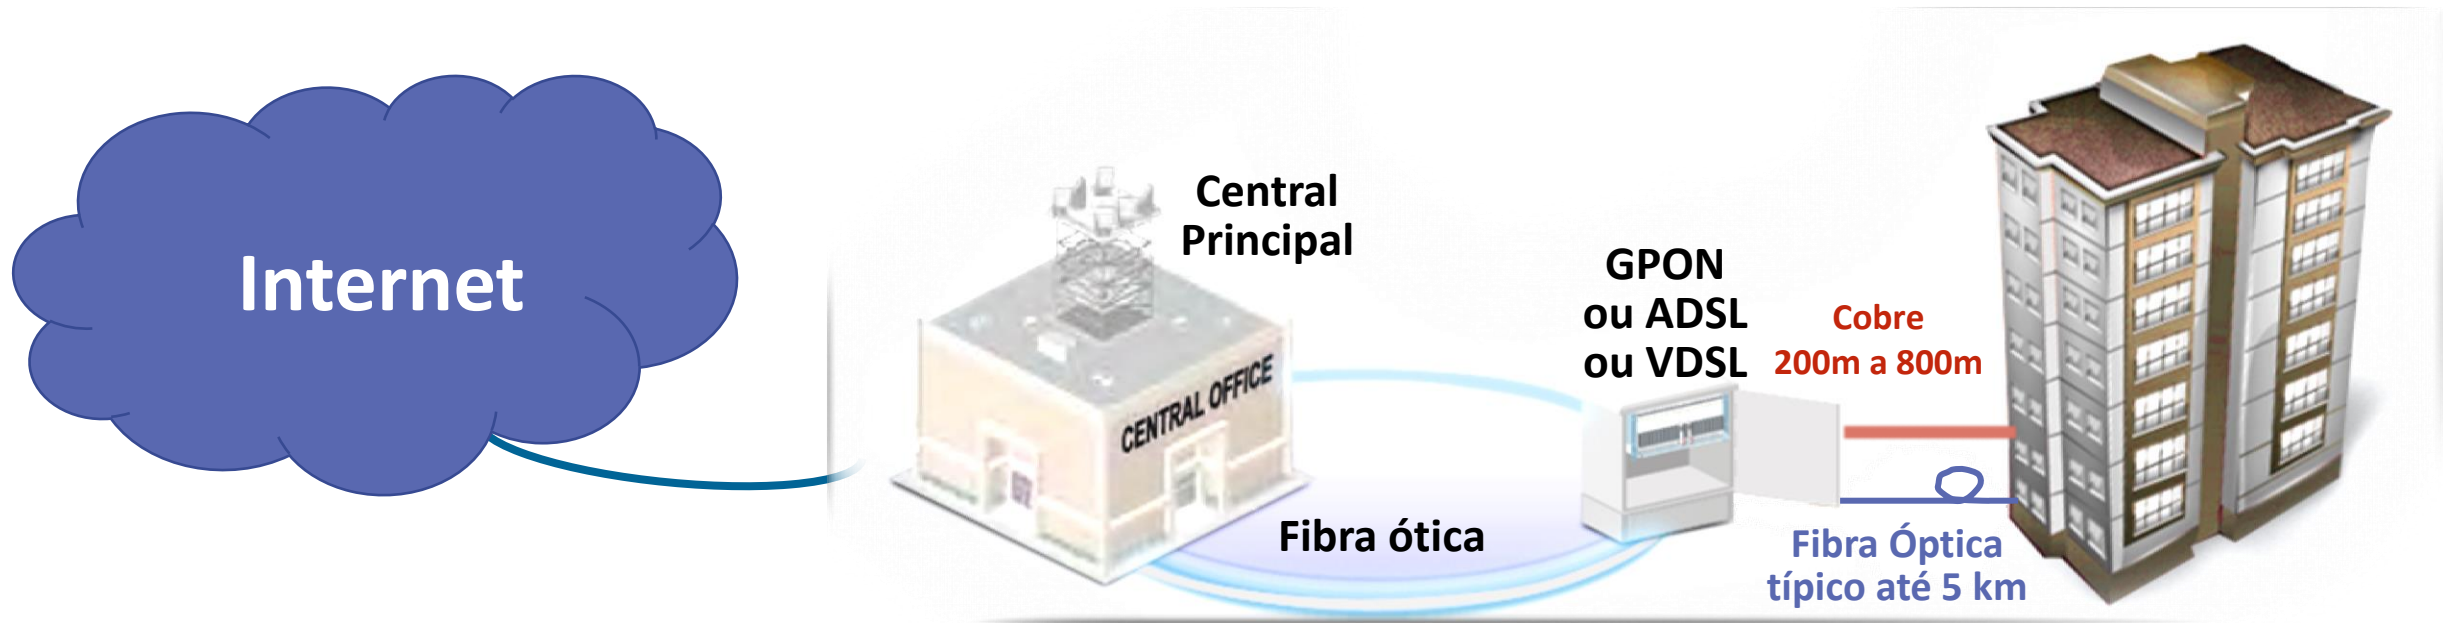 Internet
Central
Principal
CENTRAL OFFICE
Fibra ótica
GPON
ou ADSL
ou VDSL
Cobre
200m a 800m
Fibra Óptica
típico até 5 km